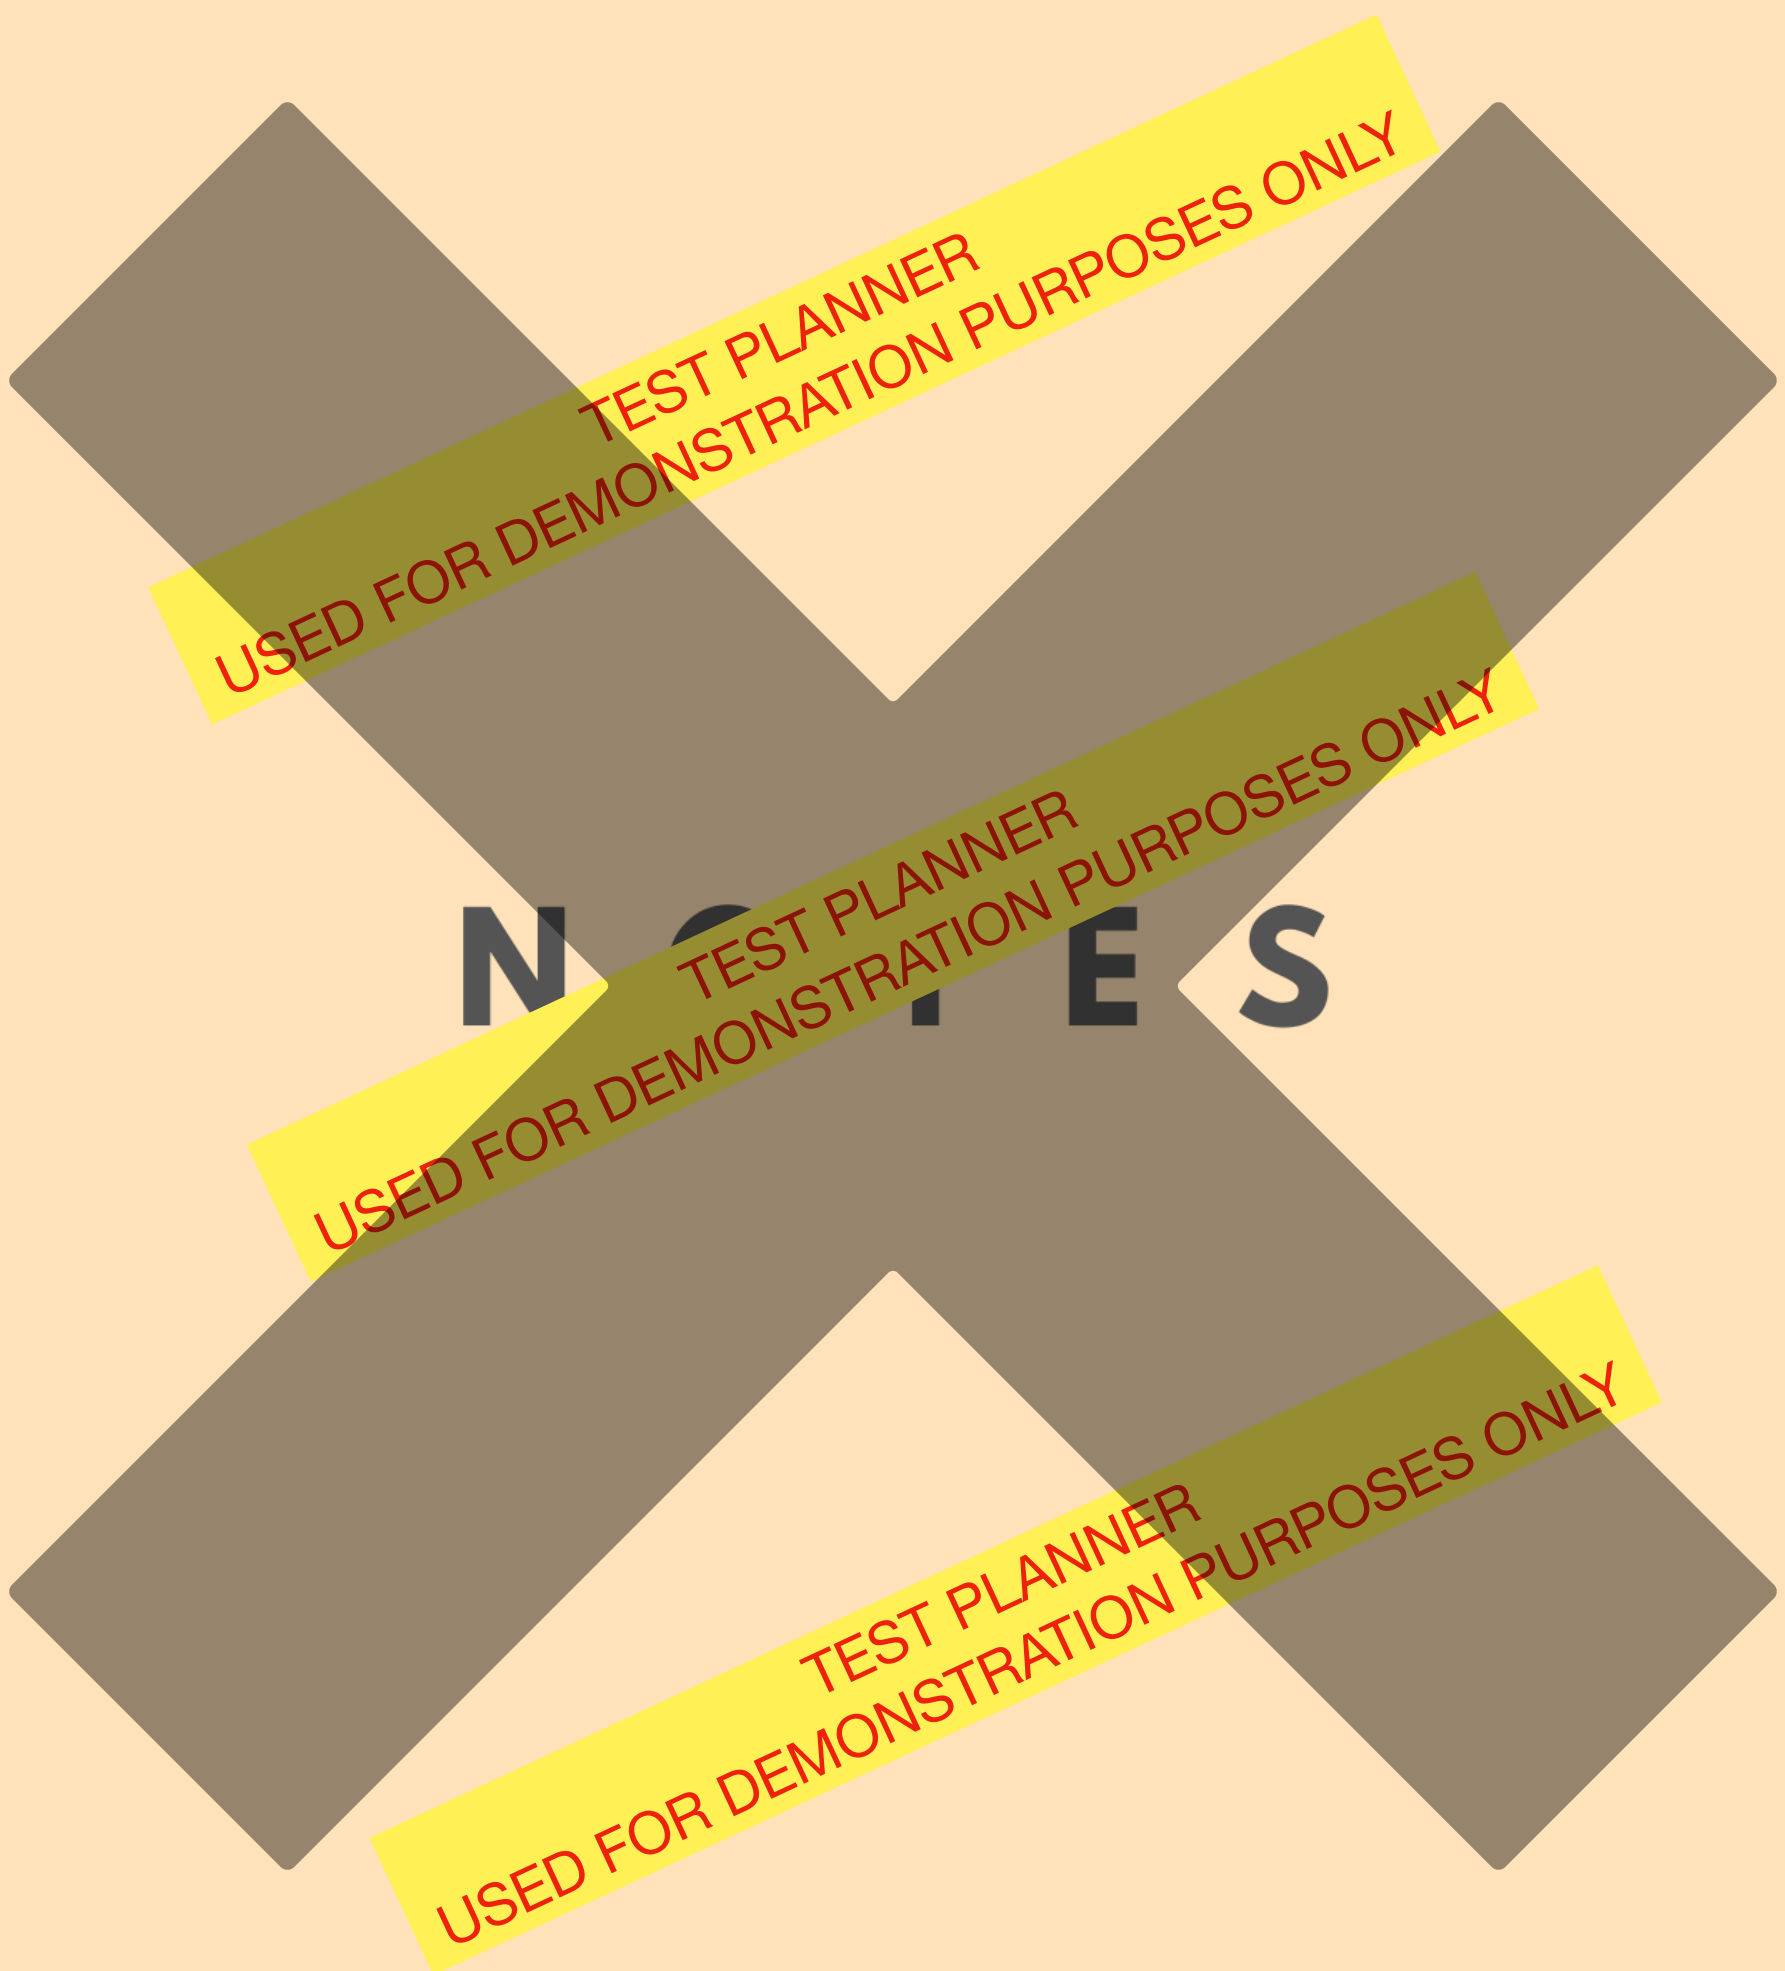 TEST PLANNER
USED FOR DEMONSTRATION PURPOSES ONLY
NOTES
TEST PLANNER
USED FOR DEMONSTRATION PURPOSES ONLY
TEST PLANNER
USED FOR DEMONSTRATION PURPOSES ONLY